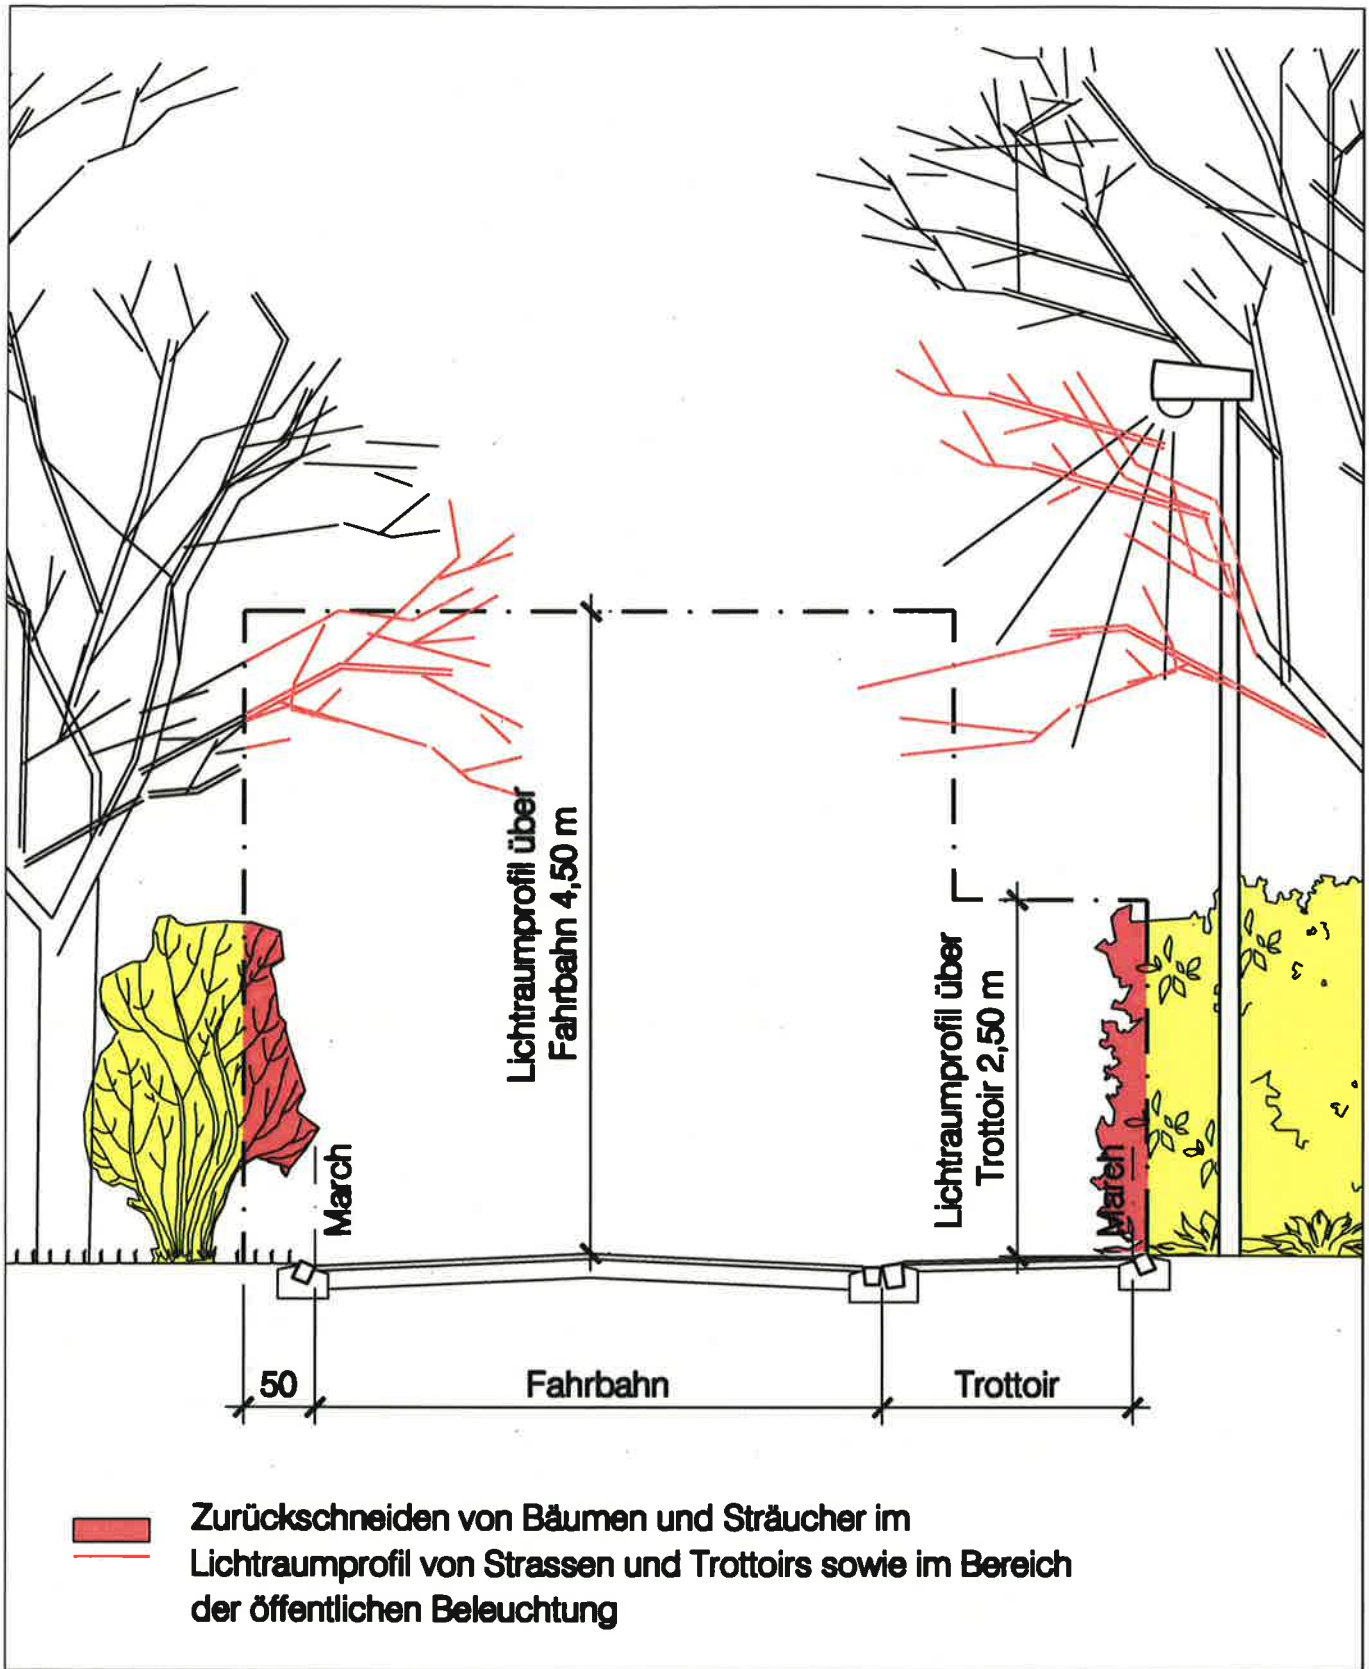 Lichtraumprofil über
Fahrbahn 4,50 m
Lichtraumprofil über
Trottoir 2,50 m
March
March
50
Fahrbahn
Trottoir
Zurückschneiden von Bäumen und Sträucher im
Lichtraumprofil von Strassen und Trottoirs sowie im Bereich
der öffentlichen Beleuchtung